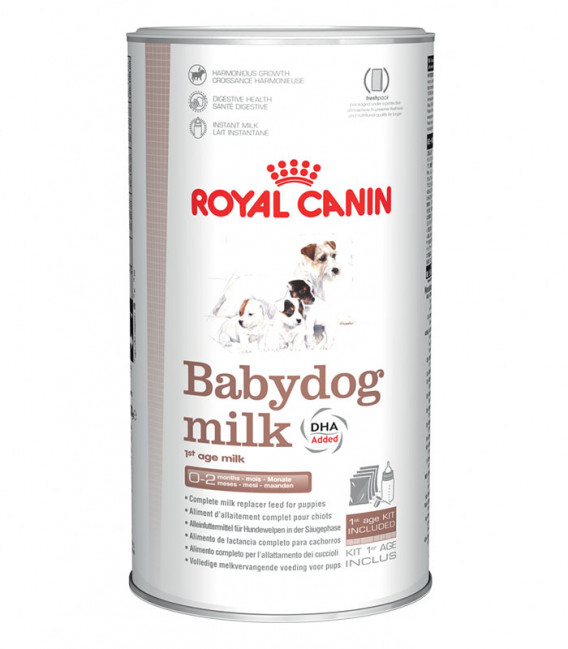 HARMONIOUS GROWTH
CROISSANCE HARMONIEUSE
DIGESTIVE HEALTH
SANTÉ DIGESTIVE
INSTANT MILK
LAIT INSTANTANÉ
freshpack
ROYAL CANIN
Babydog
milk
DHA
Added
1st age milk
0-2 months - mois - Monate
meses - mesi - maanden
• Complete milk replacer feed for puppies
• Aliment d'allaitement complet pour chiots
• Alleinfuttermittel für Hundewelpen in der Säugephase
• Alimento de lactancia completo para cachorros
• Alimento completo per l'allattamento dei cuccioli
• Volledige melkvervangende voeding voor pups
1st age KIT
INCLUDED
KIT 1er AGE
INCLUS